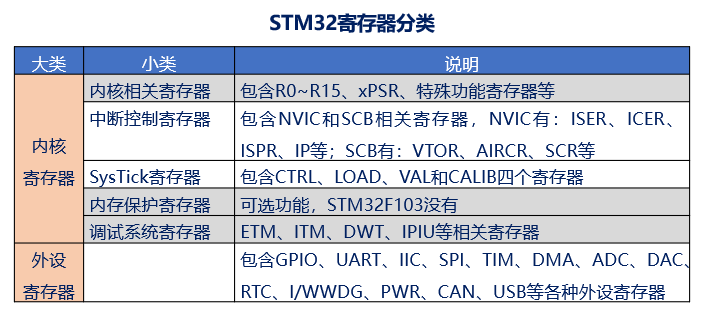 STM32寄存器分类
大类 小类 说明
内核
寄存器
内核相关寄存器 包含R0~R15、xPSR、特殊功能寄存器等
中断控制寄存器 包含NVIC和SCB相关寄存器，NVIC有：ISER、ICER、
ISPR、IP等；SCB有：VTOR、AIRCR、SCR等
SysTick寄存器 包含CTRL、LOAD、VAL和CALIB四个寄存器
内存保护寄存器 可选功能，STM32F103没有
调试系统寄存器 ETM、ITM、DWT、IPIU等相关寄存器
外设
寄存器
包含GPIO、UART、IIC、SPI、TIM、DMA、ADC、DAC、
RTC、I/WWDG、PWR、CAN、USB等各种外设寄存器